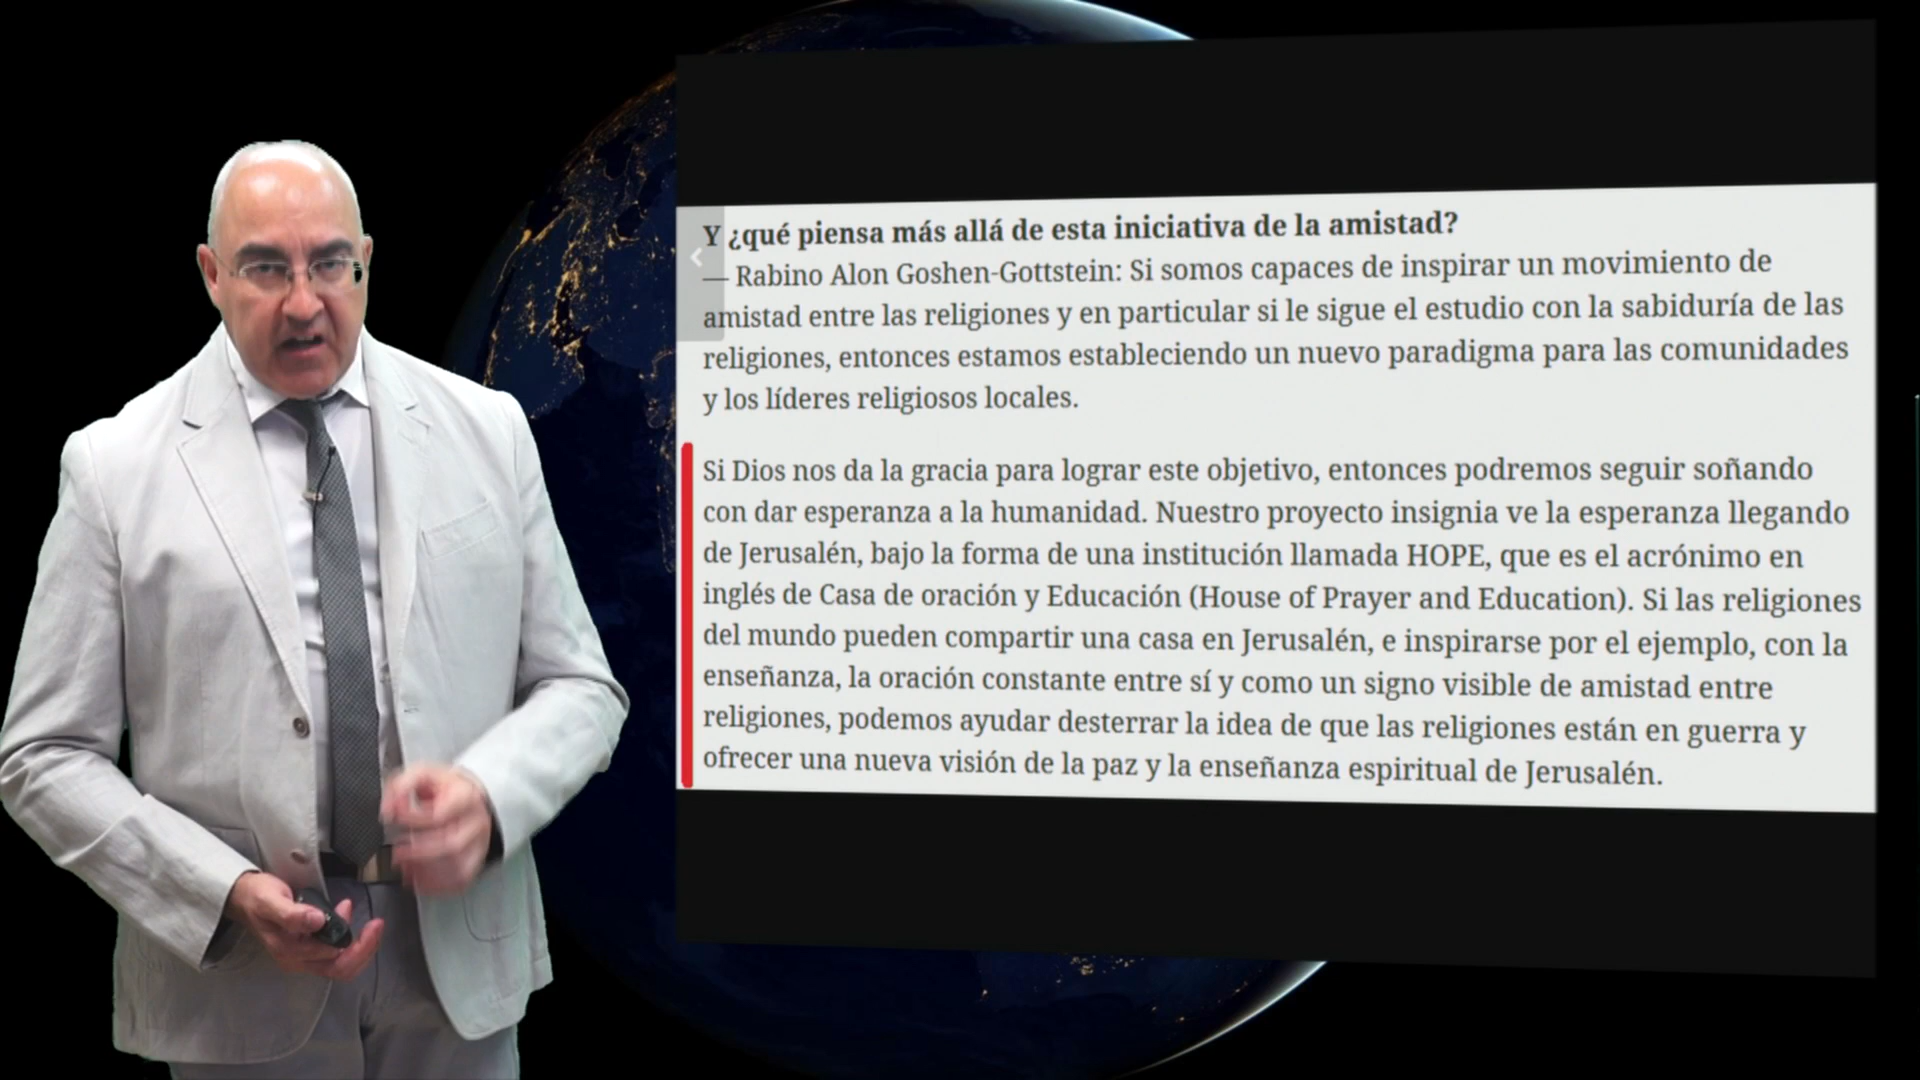 Y ¿qué piensa más allá de esta iniciativa de la amistad?
— Rabino Alon Goshen-Gottstein: Si somos capaces de inspirar un movimiento de
amistad entre las religiones y en particular si le sigue el estudio con la sabiduría de las
religiones, entonces estamos estableciendo un nuevo paradigma para las comunidades
y los líderes religiosos locales.
Si Dios nos da la gracia para lograr este objetivo, entonces podremos seguir soñando
con dar esperanza a la humanidad. Nuestro proyecto insignia ve la esperanza llegando
de Jerusalén, bajo la forma de una institución llamada HOPE, que es el acrónimo en
inglés de Casa de oración y Educación (House of Prayer and Education). Si las religiones
del mundo pueden compartir una casa en Jerusalén, e inspirarse por el ejemplo, con la
enseñanza, la oración constante entre sí y como un signo visible de amistad entre
religiones, podemos ayudar desterrar la idea de que las religiones están en guerra y
ofrecer una nueva visión de la paz y la enseñanza espiritual de Jerusalén.